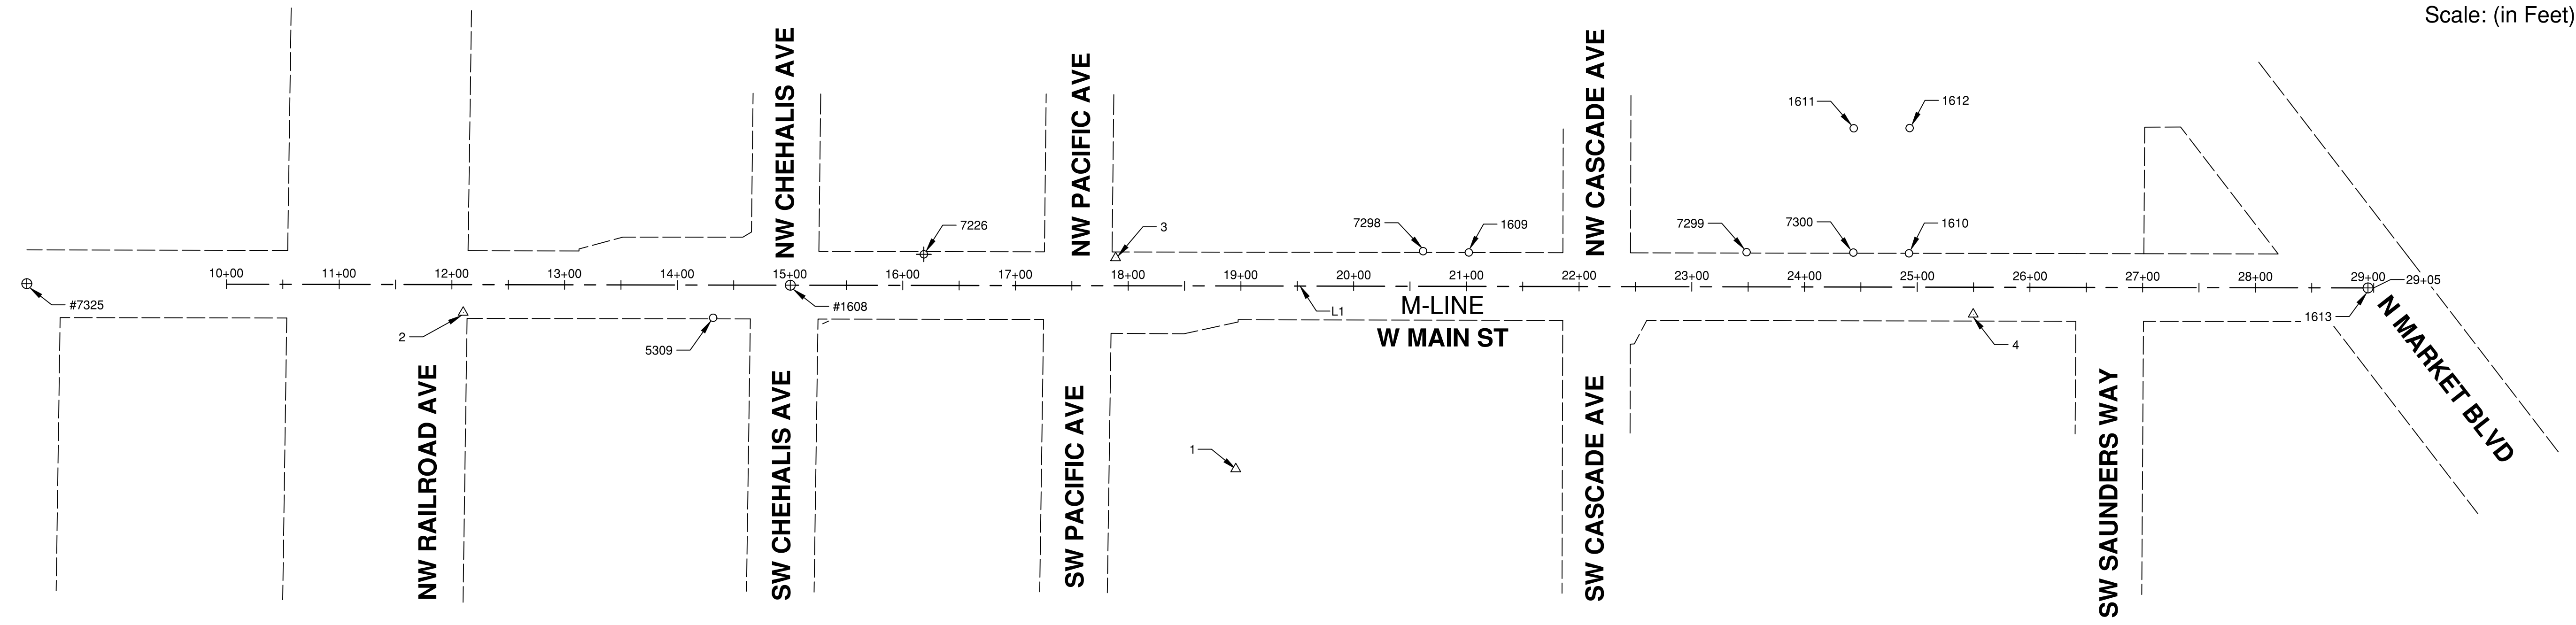 Scale: (in Feet)
NW CHEHALIS AVE
NW PACIFIC AVE
NW CASCADE AVE
1611
1612
7226
3
7298
1609
7299
7300
1610
10+00
11+00
12+00
13+00
14+00
15+00
16+00
17+00
18+00
19+00
20+00
21+00
22+00
23+00
24+00
25+00
26+00
27+00
28+00
29+00
29+05
#7325
#1608
L1
M-LINE
1613
W MAIN ST
2
5309
4
N MARKET BLVD
NW RAILROAD AVE
SW CHEHALIS AVE
SW PACIFIC AVE
1
SW CASCADE AVE
SW SAUNDERS WAY